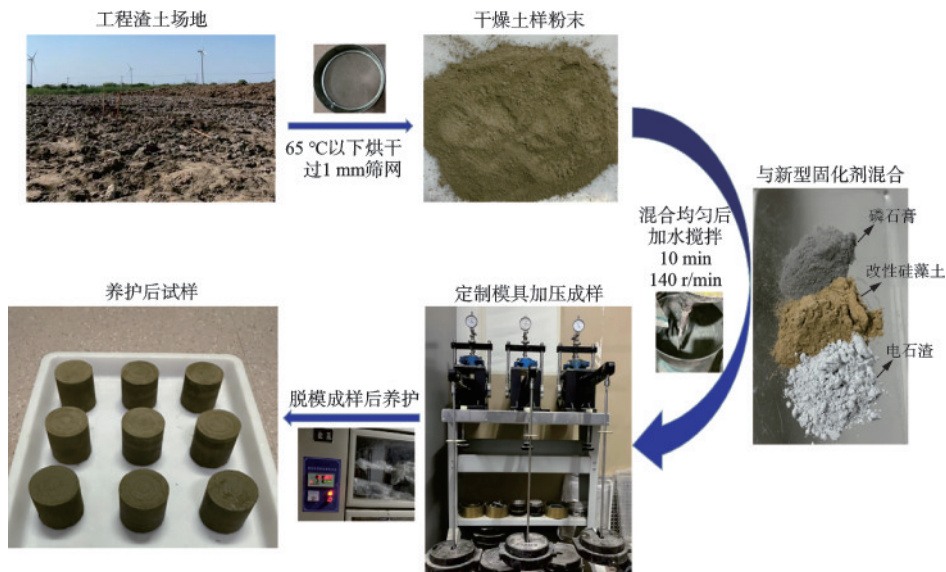 工程渣土场地
干燥土样粉末
65 ℃以下烘干
过1 mm筛网
与新型固化剂混合
磷石膏
改性硅藻土
电石渣
混合均匀后
加水搅拌
10 min
140 r/min
定制模具加压成样
脱模成样后养护
养护后试样